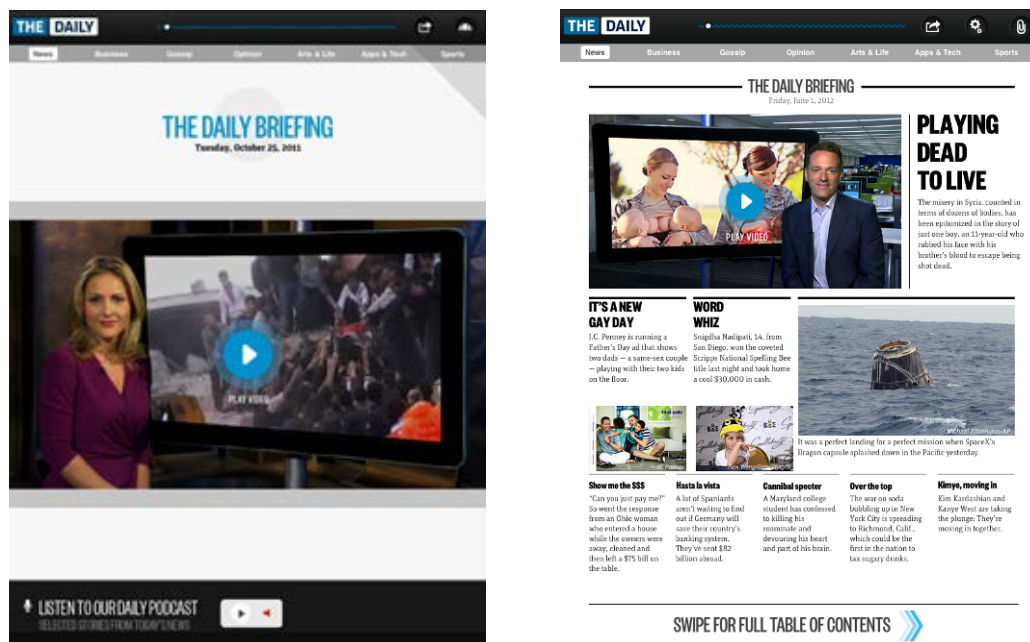 THE DAILY
News Business Gossip Opinion Arts & Life Apps & Tech Sports
THE DAILY BRIEFING
Tuesday, October 25, 2011
PLAY VIDEO
LISTEN TO OUR DAILY PODCAST
SELECTED STORIES FROM TODAY'S NEWS
THE DAILY
News Business Gossip Opinion Arts & Life Apps & Tech Sports
THE DAILY BRIEFING
Friday, June 1, 2012
PLAY VIDEO
PLAYING
DEAD
TO LIVE
The misery in Syria, counted in
terms of dozens of bodies, has
been epitomized in the story of
just one boy, an 11-year-old who
rubbed his face with his
brother's blood to escape being
shot dead.
IT'S A NEW
GAY DAY
J.C. Penney is running a
Father's Day ad that shows
two dads — a same-sex couple
— playing with their two kids
on the floor.
WORD
WHIZ
Snigdha Nadipati, 14, from
San Diego, won the coveted
Scripps National Spelling Bee
title last night and took home
a cool $30,000 in cash.
It was a perfect landing for a perfect mission when SpaceX's
Dragon capsule splashed down in the Pacific yesterday.
Show me the $$$
"Can you just pay me?"
So went the response
from an Ohio woman
who entered a house
while the owners were
away, cleaned and
then left a $75 bill on
the table.
Hasta la vista
A lot of Spaniards
aren't waiting to find
out if Germany will
save their country's
banking system.
They've sent $82
billion abroad.
Cannibal specter
A Maryland college
student has confessed
to killing his
roommate and
devouring his heart
and part of his brain.
Over the top
The war on soda
bubbling up in New
York City is spreading
to Richmond, Calif.,
which could be the
first in the nation to
tax sugary drinks.
Kimye, moving in
Kim Kardashian and
Kanye West are taking
the plunge: They're
moving in together.
SWIPE FOR FULL TABLE OF CONTENTS